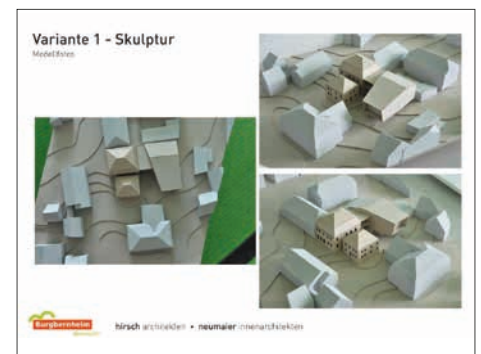 Variante 1 - Skulptur
Modellfotos
Burgbernheim
hirsch architekten • neumaier innenarchitekten